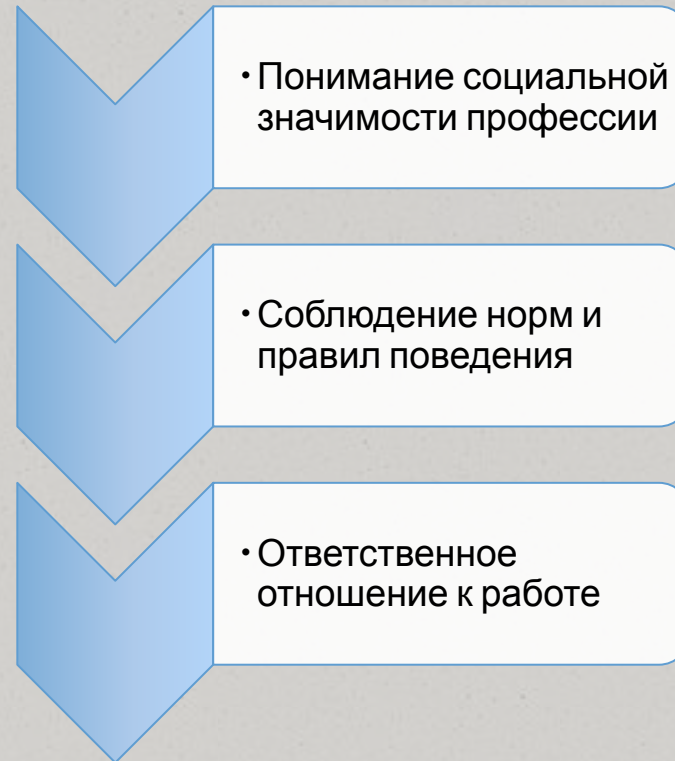 • Понимание социальной
значимости профессии
• Соблюдение норм и
правил поведения
• Ответственное
отношение к работе